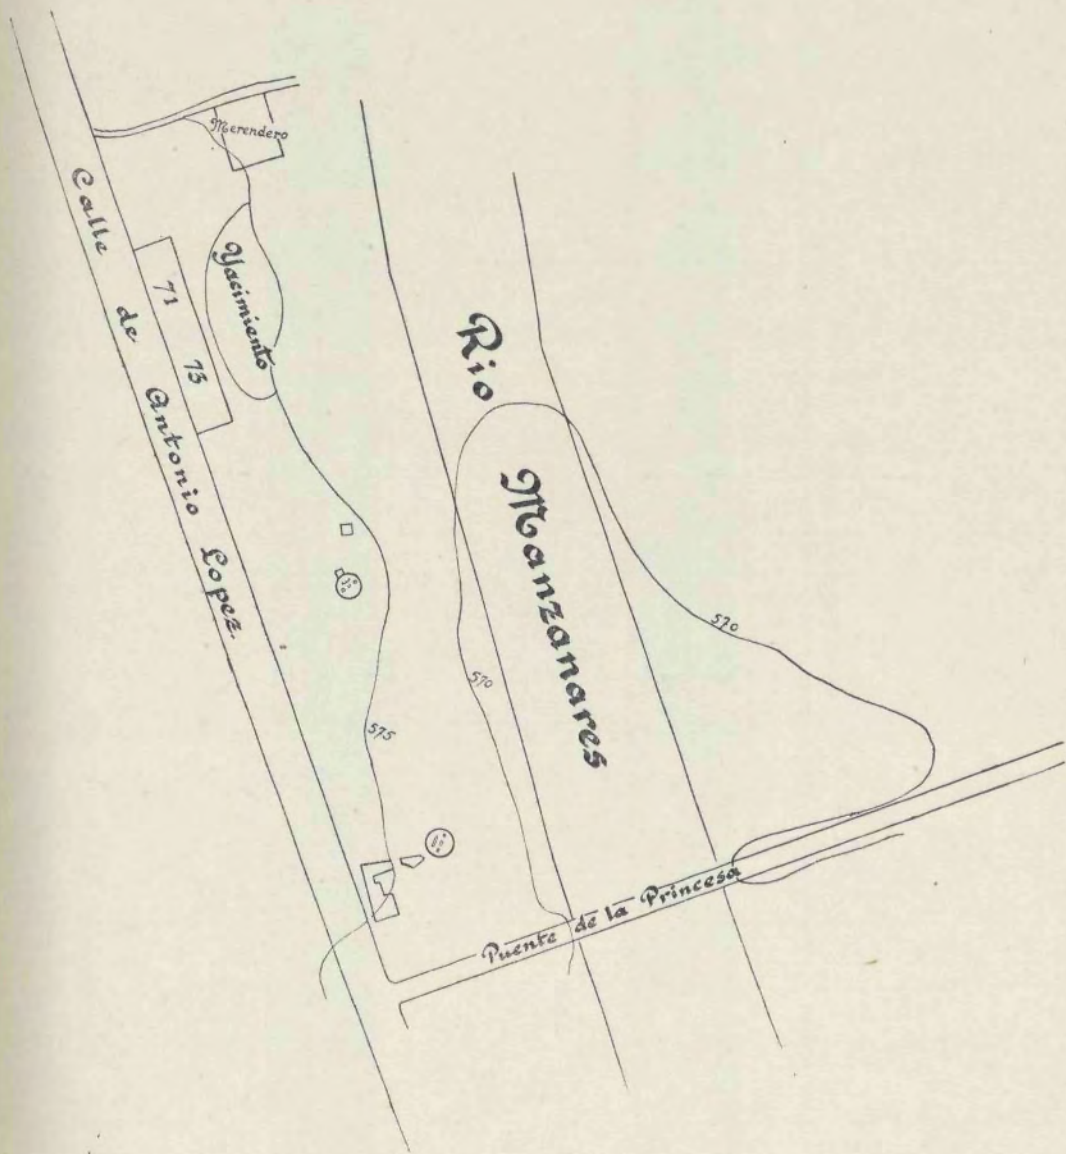 Merendero
Calle de Antonio Lopez.
71
73
Yacimiento
Rio
Manzanares
570
570
575
Puente de la Princesa